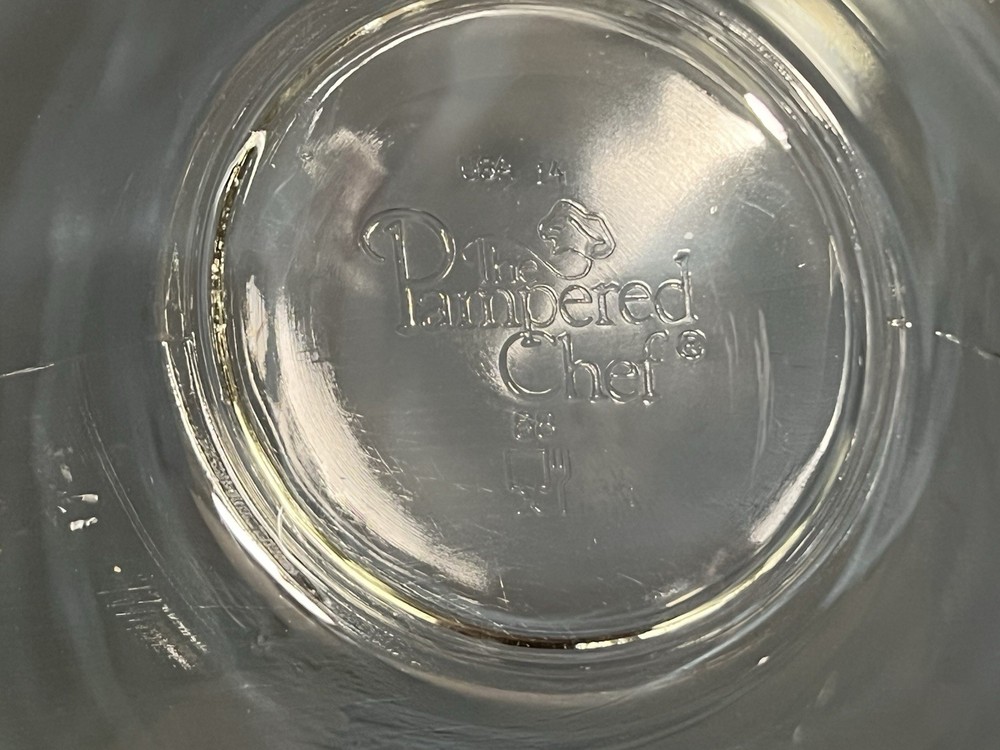 USA 14
The
Pampered
Chef®